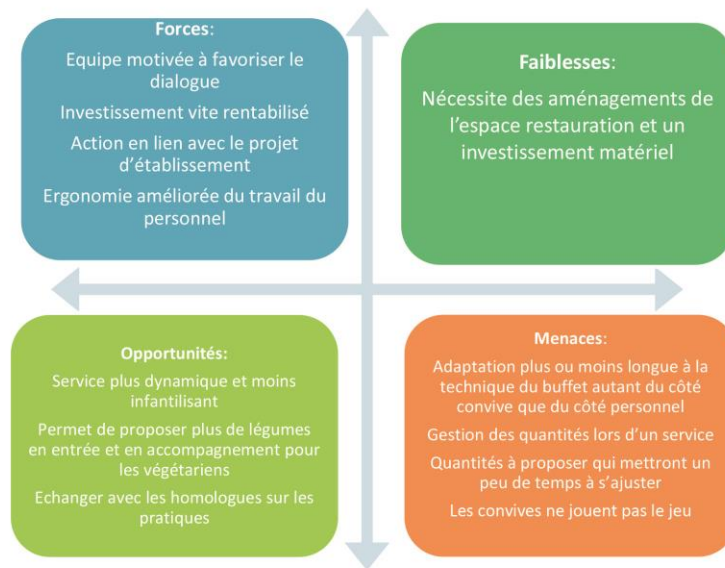 Forces:
Equipe motivée à favoriser le
dialogue
Investissement vite rentabilisé
Action en lien avec le projet
d'établissement
Ergonomie améliorée du travail du
personnel
Faiblesses:
Nécessite des aménagements de
l'espace restauration et un
investissement matériel
Opportunités:
Service plus dynamique et moins
infantilisant
Permet de proposer plus de légumes
en entrée et en accompagnement pour
les végétariens
Echanger avec les homologues sur les
pratiques
Menaces:
Adaptation plus ou moins longue à la
technique du buffet autant du côté
convive que du côté personnel
Gestion des quantités lors d'un service
Quantités à proposer qui mettront un
peu de temps à s'ajuster
Les convives ne jouent pas le jeu